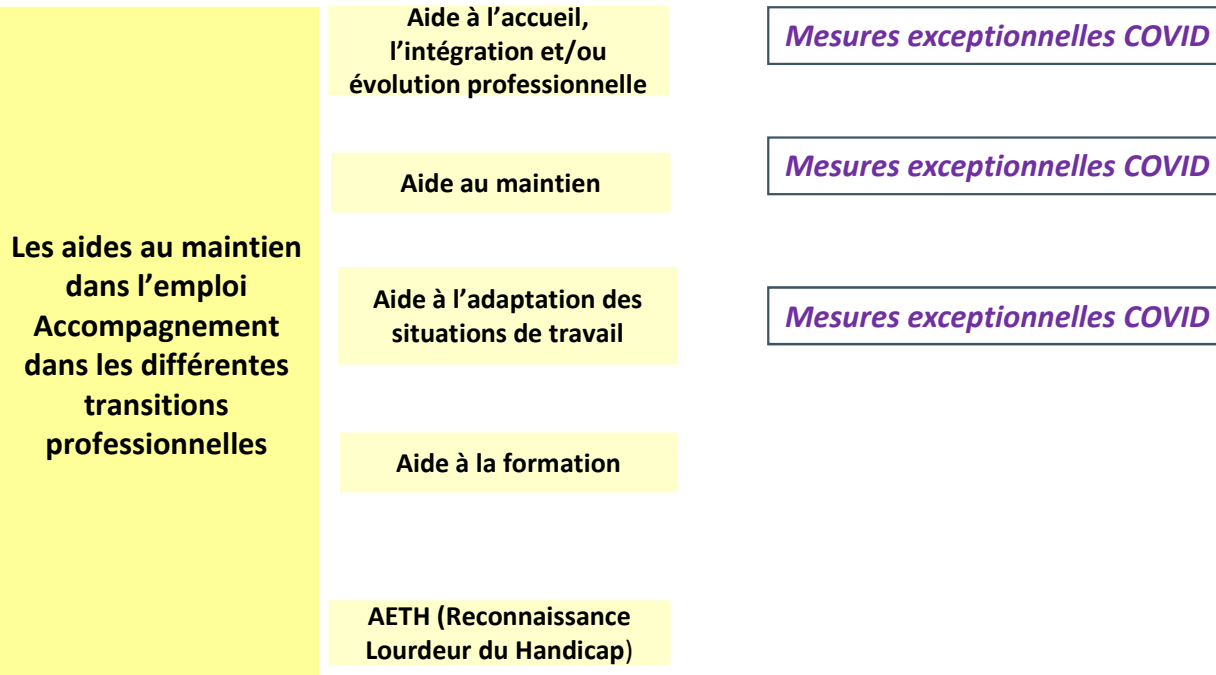 Les aides au maintien
dans l’emploi
Accompagnement
dans les différentes
transitions
professionnelles
Aide à l’accueil,
l’intégration et/ou
évolution professionnelle
Mesures exceptionnelles COVID
Aide au maintien
Mesures exceptionnelles COVID
Aide à l’adaptation des
situations de travail
Mesures exceptionnelles COVID
Aide à la formation
AETH (Reconnaissance
Lourdeur du Handicap)